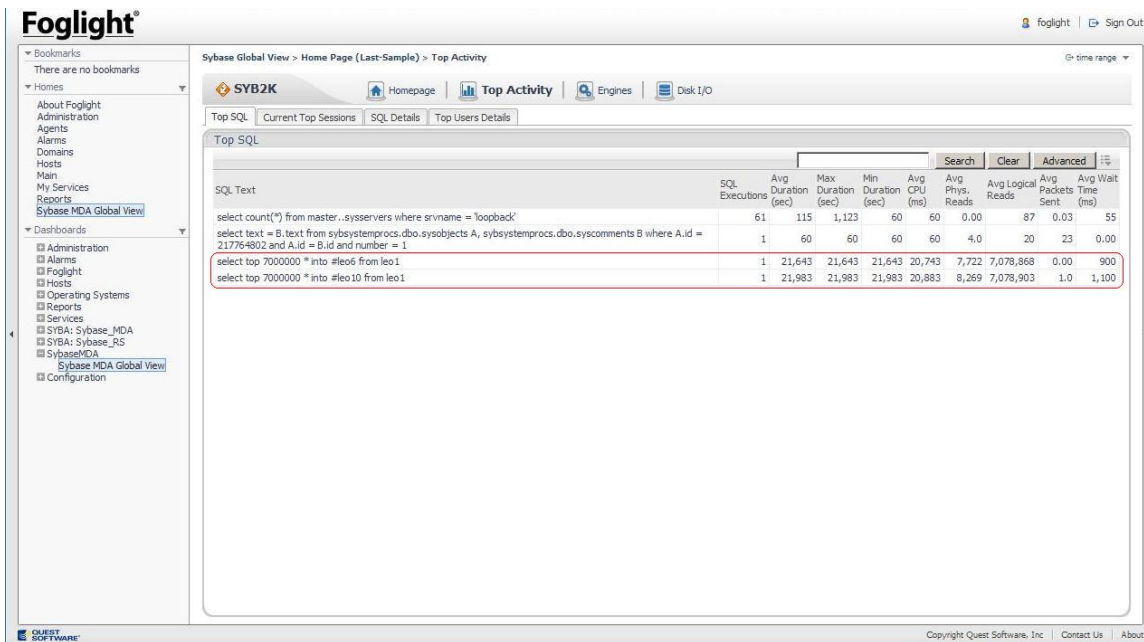 Foglight®
foglight | Sign Out
Bookmarks
There are no bookmarks
Homes
About Foglight
Administration
Agents
Alarms
Domains
Hosts
Main
My Services
Reports
Sybase MDA Global View
Dashboards
Administration
Alarms
Foglight
Hosts
Operating Systems
Reports
Services
SYBA: Sybase_MDA
SYBA: Sybase_RS
SybaseMDA
Sybase MDA Global View
Configuration
Sybase Global View > Home Page (Last-Sample) > Top Activity
time range
SYB2K Homepage | Top Activity | Engines | Disk I/O
Top SQL Current Top Sessions SQL Details Top Users Details
Top SQL
Search Clear Advanced
SQL Text SQL Executions Avg Duration (sec) Max Duration (sec) Min Duration (sec) Avg CPU (ms) Avg Phys. Reads Avg Logical Reads Avg Packets Sent Avg Wait Time (ms)
select count(*) from master..sysservers where srvname = 'loopback' 61 115 1,123 60 60 0.00 87 0.03 55
select text = B.text from sybsystemprocs.dbo.sysobjects A, sybsystemprocs.dbo.syscomments B where A.id =
217764802 and A.id = B.id and number = 1 1 60 60 60 60 4.0 20 23 0.00
select top 7000000 * into #leo6 from leo1 1 21,643 21,643 21,643 20,743 7,722 7,078,868 0.00 900
select top 7000000 * into #leo10 from leo1 1 21,983 21,983 21,983 20,883 8,269 7,078,903 1.0 1,100
QUEST SOFTWARE®
Copyright Quest Software, Inc | Contact Us | About